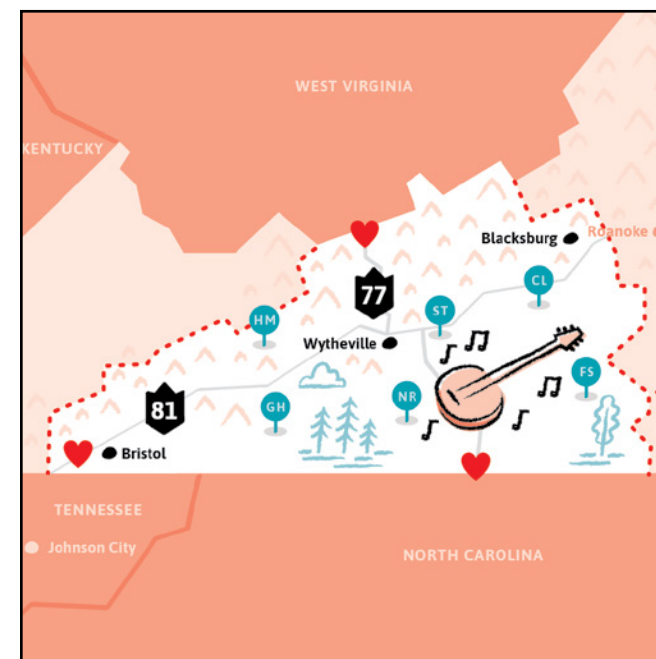 WEST VIRGINIA
KENTUCKY
Blacksburg
Roanoke
CL
77
ST
HM
Wytheville
FS
NR
GH
81
Bristol
TENNESSEE
Johnson City
NORTH CAROLINA